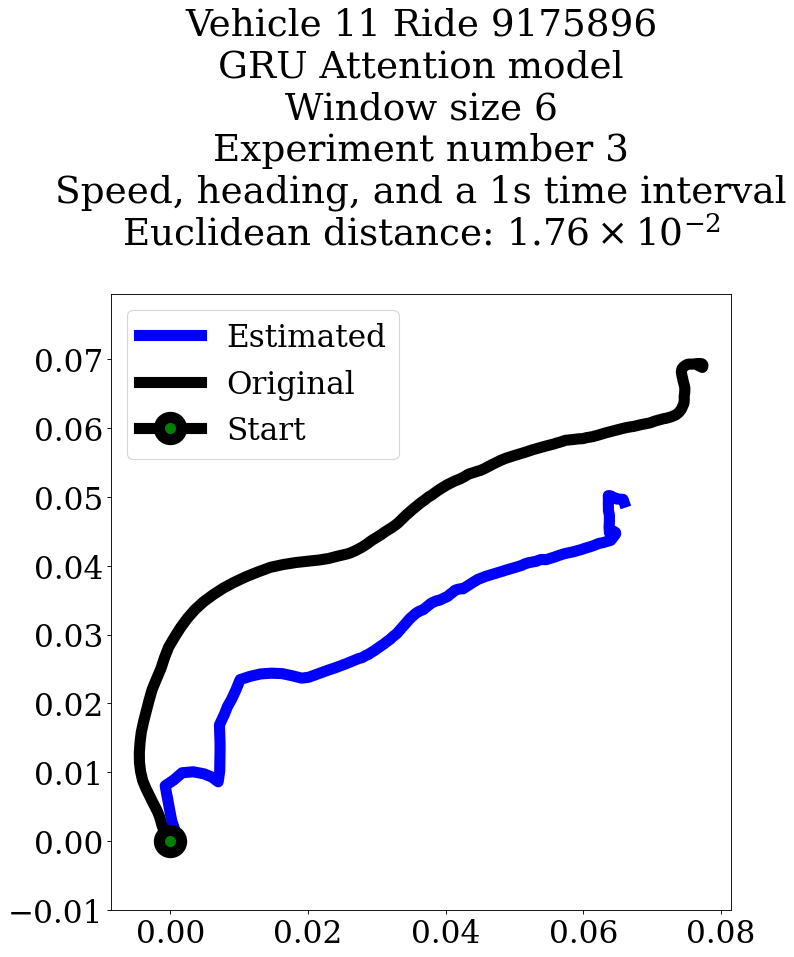 Vehicle 11 Ride 9175896
GRU Attention model
Window size 6
Experiment number 3
Speed, heading, and a 1s time interval
Euclidean distance: 1.76 × 10⁻²
Estimated
Original
Start
0.07
0.06
0.05
0.04
0.03
0.02
0.01
0.00
−0.01
0.00 0.02 0.04 0.06 0.08